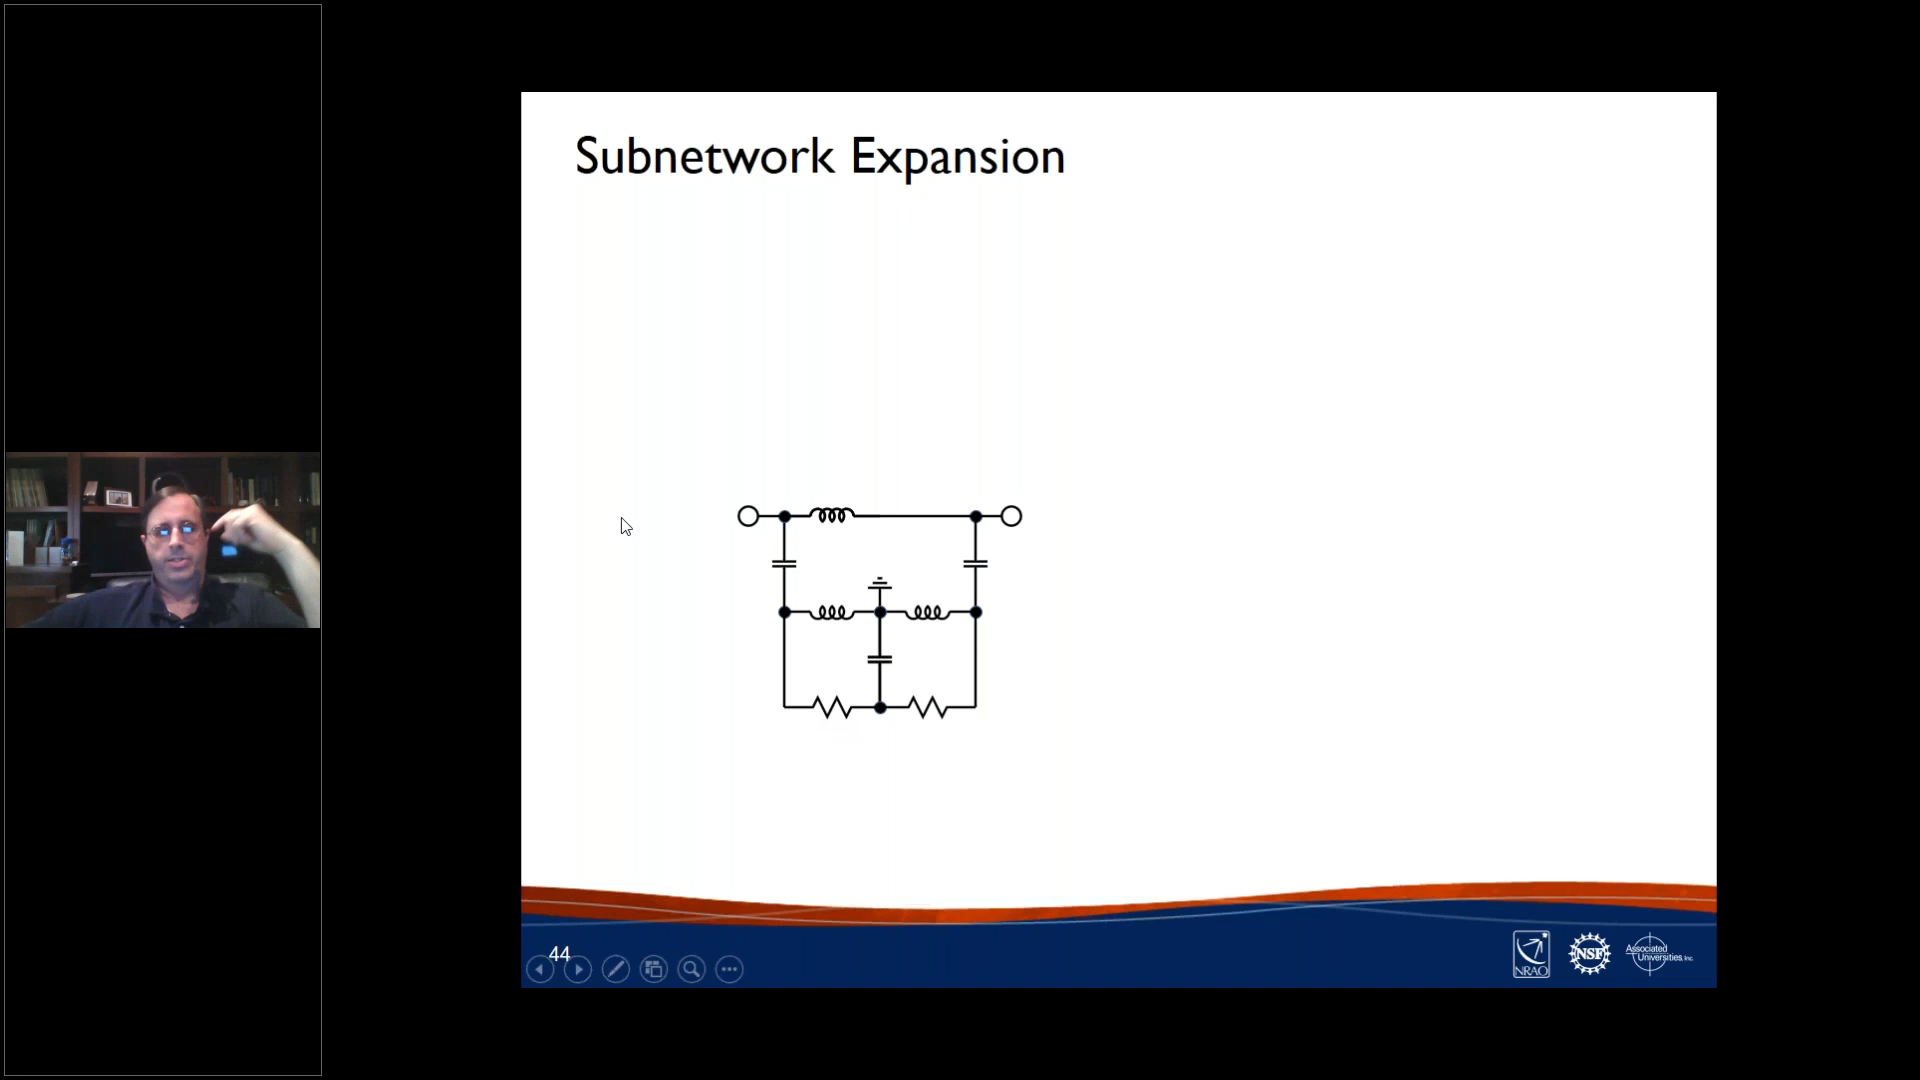 Subnetwork Expansion
44
NRAO
NSF
Associated
Universities, Inc.